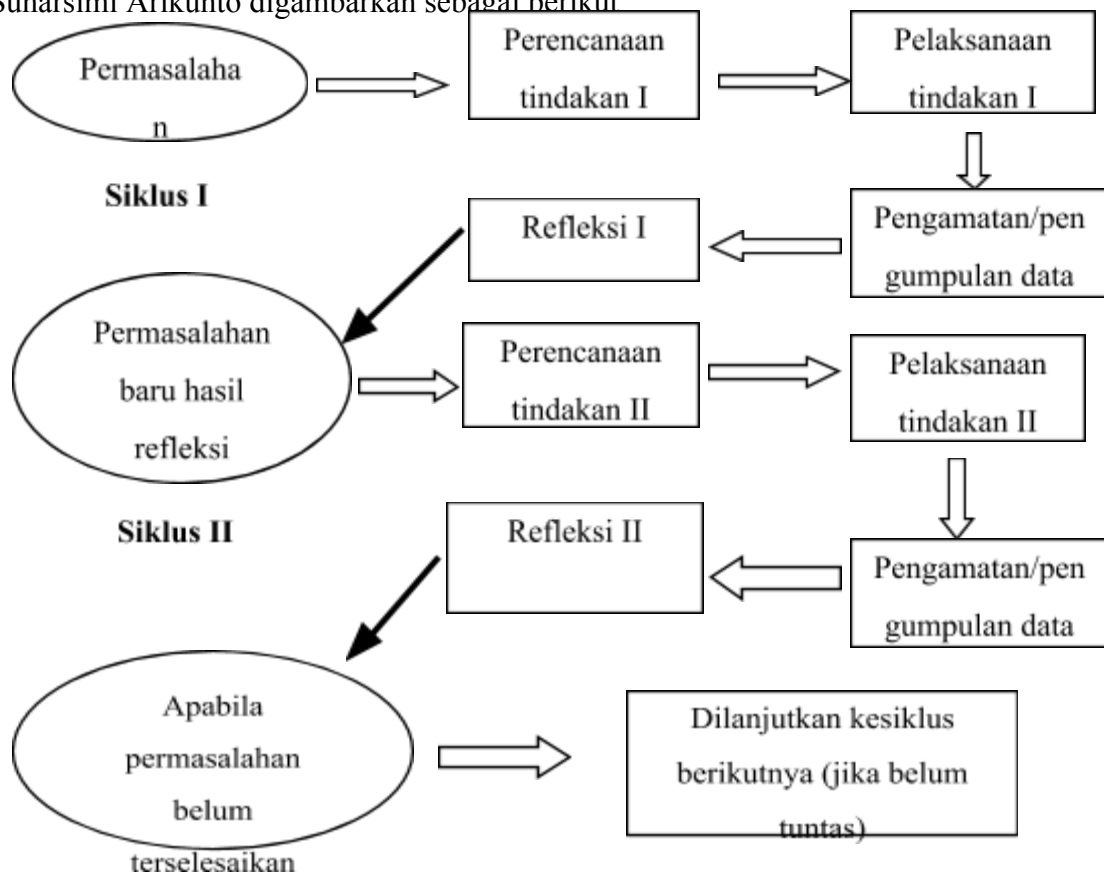 Suharsimi Arikunto digambarkan sebagai berikut
Permasalaha
n
Perencanaan
tindakan I
Pelaksanaan
tindakan I
Siklus I
Refleksi I
Pengamatan/pen
gumpulan data
Permasalahan
baru hasil
refleksi
Perencanaan
tindakan II
Pelaksanaan
tindakan II
Siklus II
Refleksi II
Pengamatan/pen
gumpulan data
Apabila
permasalahan
belum
terselesaikan
Dilanjutkan kesiklus
berikutnya (jika belum
tuntas)